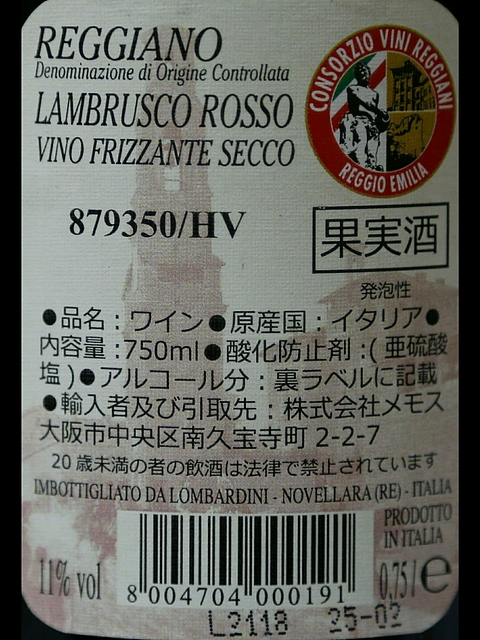 REGGIANO
Denominazione di Origine Controllata
LAMBRUSCO ROSSO
VINO FRIZZANTE SECCO
CONSORZIO VINI REGGIANI
REGGIO EMILIA
879350/HV
果実酒
発泡性
●品名：ワイン●原産国：イタリア●
内容量：750ml●酸化防止剤：(亜硫酸
塩)●アルコール分：裏ラベルに記載
●輸入者及び引取先：株式会社メモス
大阪市中央区南久宝寺町 2-2-7
20歳未満の者の飲酒は法律で禁止されています
IMBOTTIGLIATO DA LOMBARDINI - NOVELLARA (RE) - ITALIA
PRODOTTO
IN ITALIA
11% vol
8 004704 000191
0,75 l e
L2118 25-02